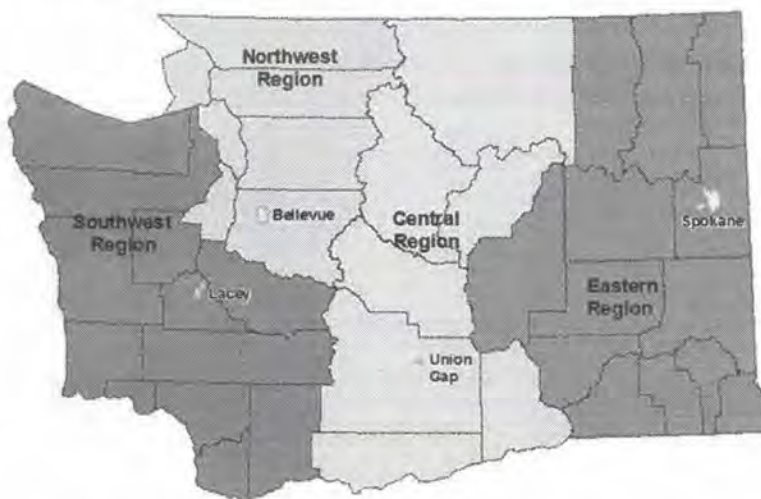 Northwest
Region
Southwest
Region
Bellevue
Central
Region
Spokane
Lacey
Eastern
Region
Union
Gap